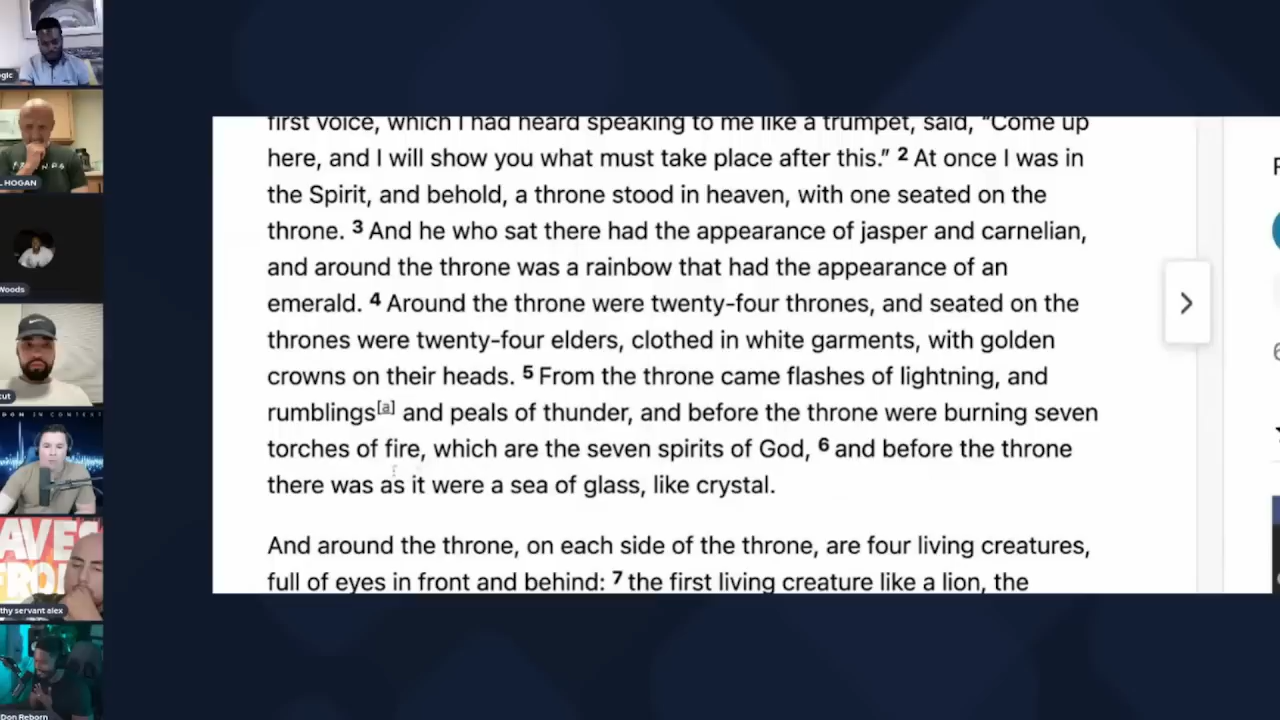 ogic
L HOGAN
F·R·I·E·N·D·S
Woods
cut
DOM IN CONTEXT
AVES
FRO
thy servant alex
Don Reborn
first voice, which I had heard speaking to me like a trumpet, said, “Come up
here, and I will show you what must take place after this.” 2 At once I was in
the Spirit, and behold, a throne stood in heaven, with one seated on the
throne. 3 And he who sat there had the appearance of jasper and carnelian,
and around the throne was a rainbow that had the appearance of an
emerald. 4 Around the throne were twenty-four thrones, and seated on the
thrones were twenty-four elders, clothed in white garments, with golden
crowns on their heads. 5 From the throne came flashes of lightning, and
rumblings[a] and peals of thunder, and before the throne were burning seven
torches of fire, which are the seven spirits of God, 6 and before the throne
there was as it were a sea of glass, like crystal.
And around the throne, on each side of the throne, are four living creatures,
full of eyes in front and behind: 7 the first living creature like a lion, the